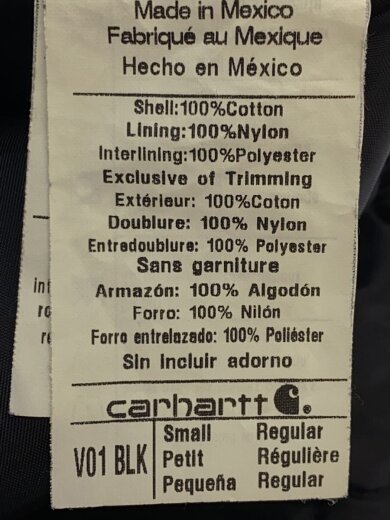 Made in Mexico
Fabriqué au Mexique
Hecho en México
Shell:100%Cotton
Lining:100%Nylon
Interlining:100%Polyester
Exclusive of Trimming
Extérieur: 100%Coton
Doublure: 100% Nylon
Entredoublure: 100% Polyester
Sans garniture
Armazón: 100% Algodón
Forro: 100% Nilón
Forro entrelazado: 100% Poliéster
Sin incluir adorno
carhartt
V01 BLK
Small Regular
Petit Régulière
Pequeña Regular